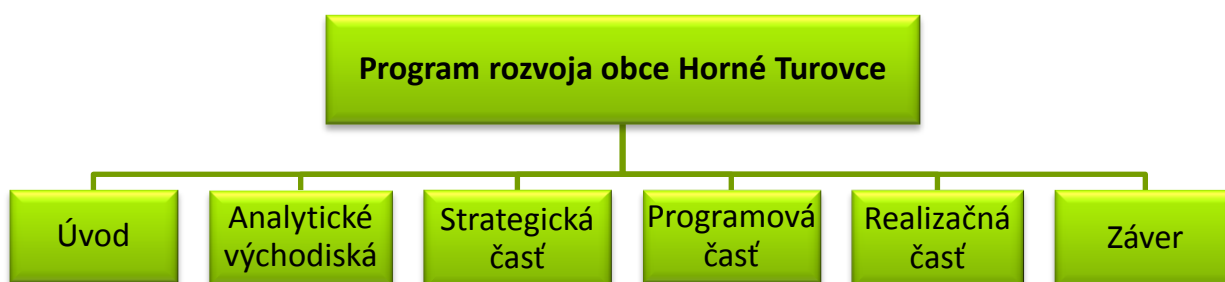 Program rozvoja obce Horné Turovce
Úvod
Analytické
východiská
Strategická
časť
Programová
časť
Realizačná
časť
Záver